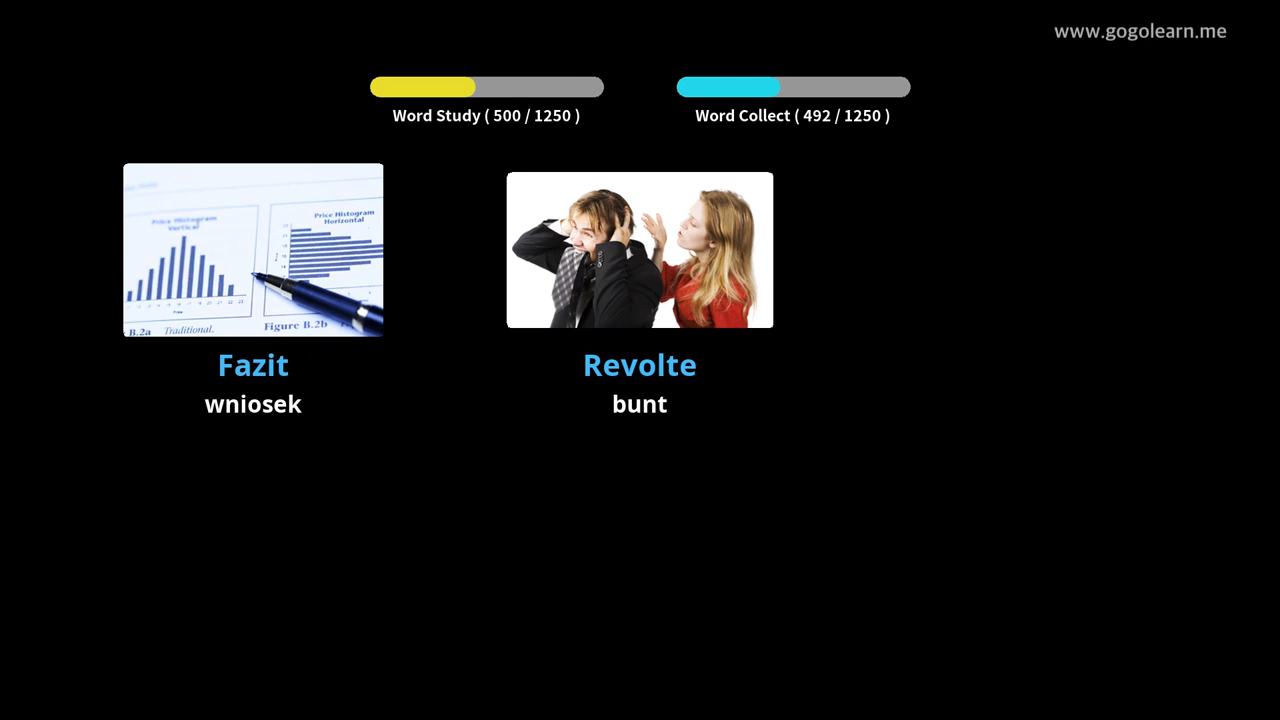 www.gogolearn.me
Word Study ( 500 / 1250 )
Word Collect ( 492 / 1250 )
Price Histogram
Vertical
Price Histogram
Horizontal
B.2a Traditional.
Figure B.2b
Fazit
wniosek
Revolte
bunt